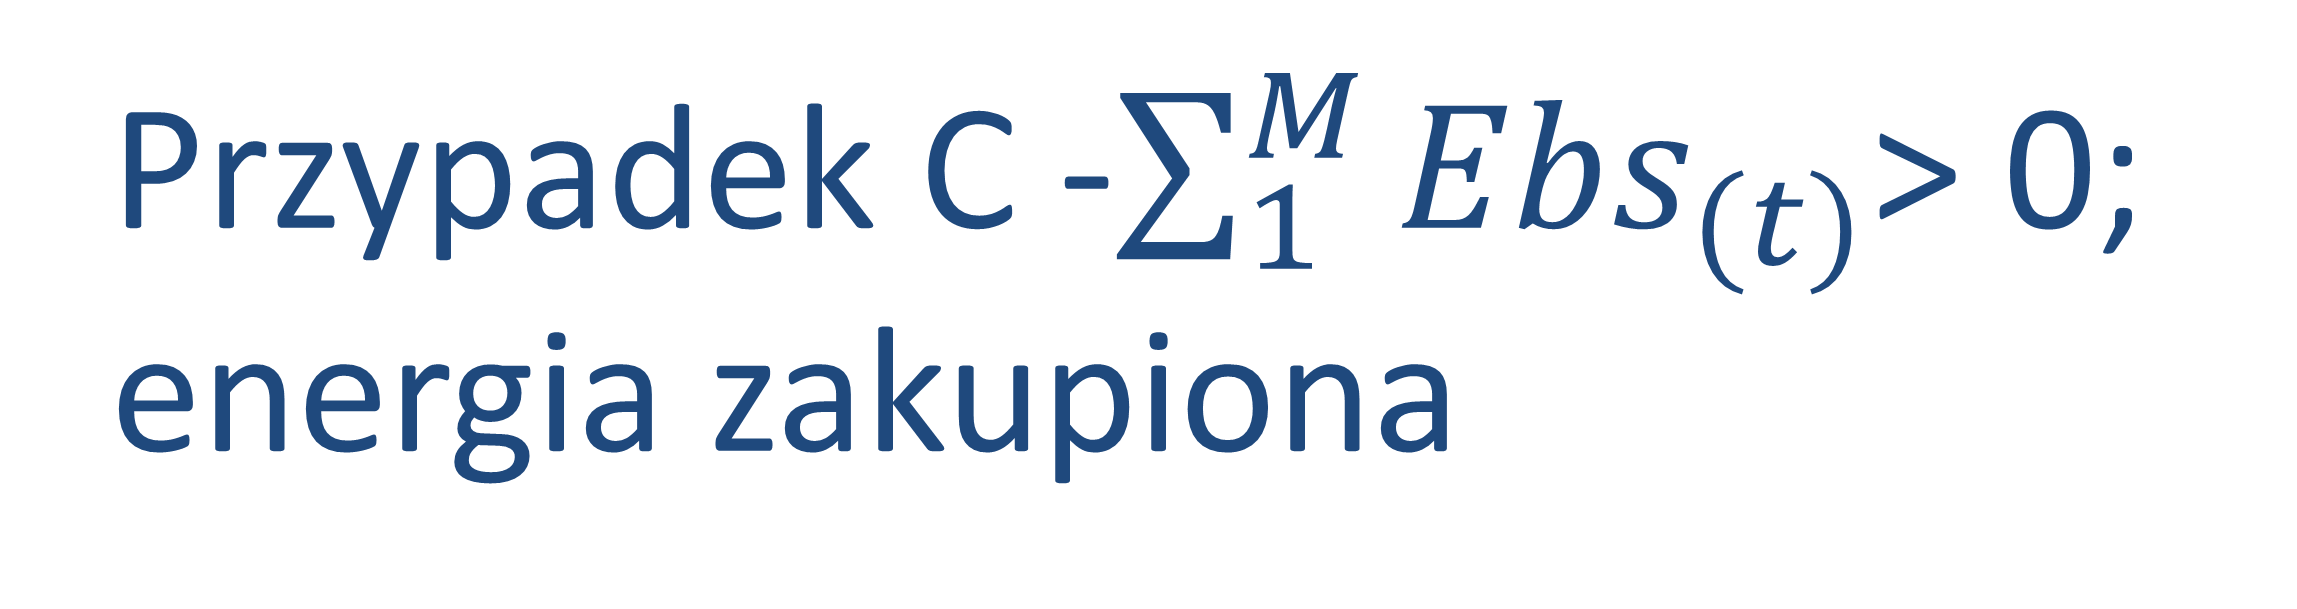 Przypadek C -∑₁ᴹ Ebs₍ₜ₎> 0;
energia zakupiona